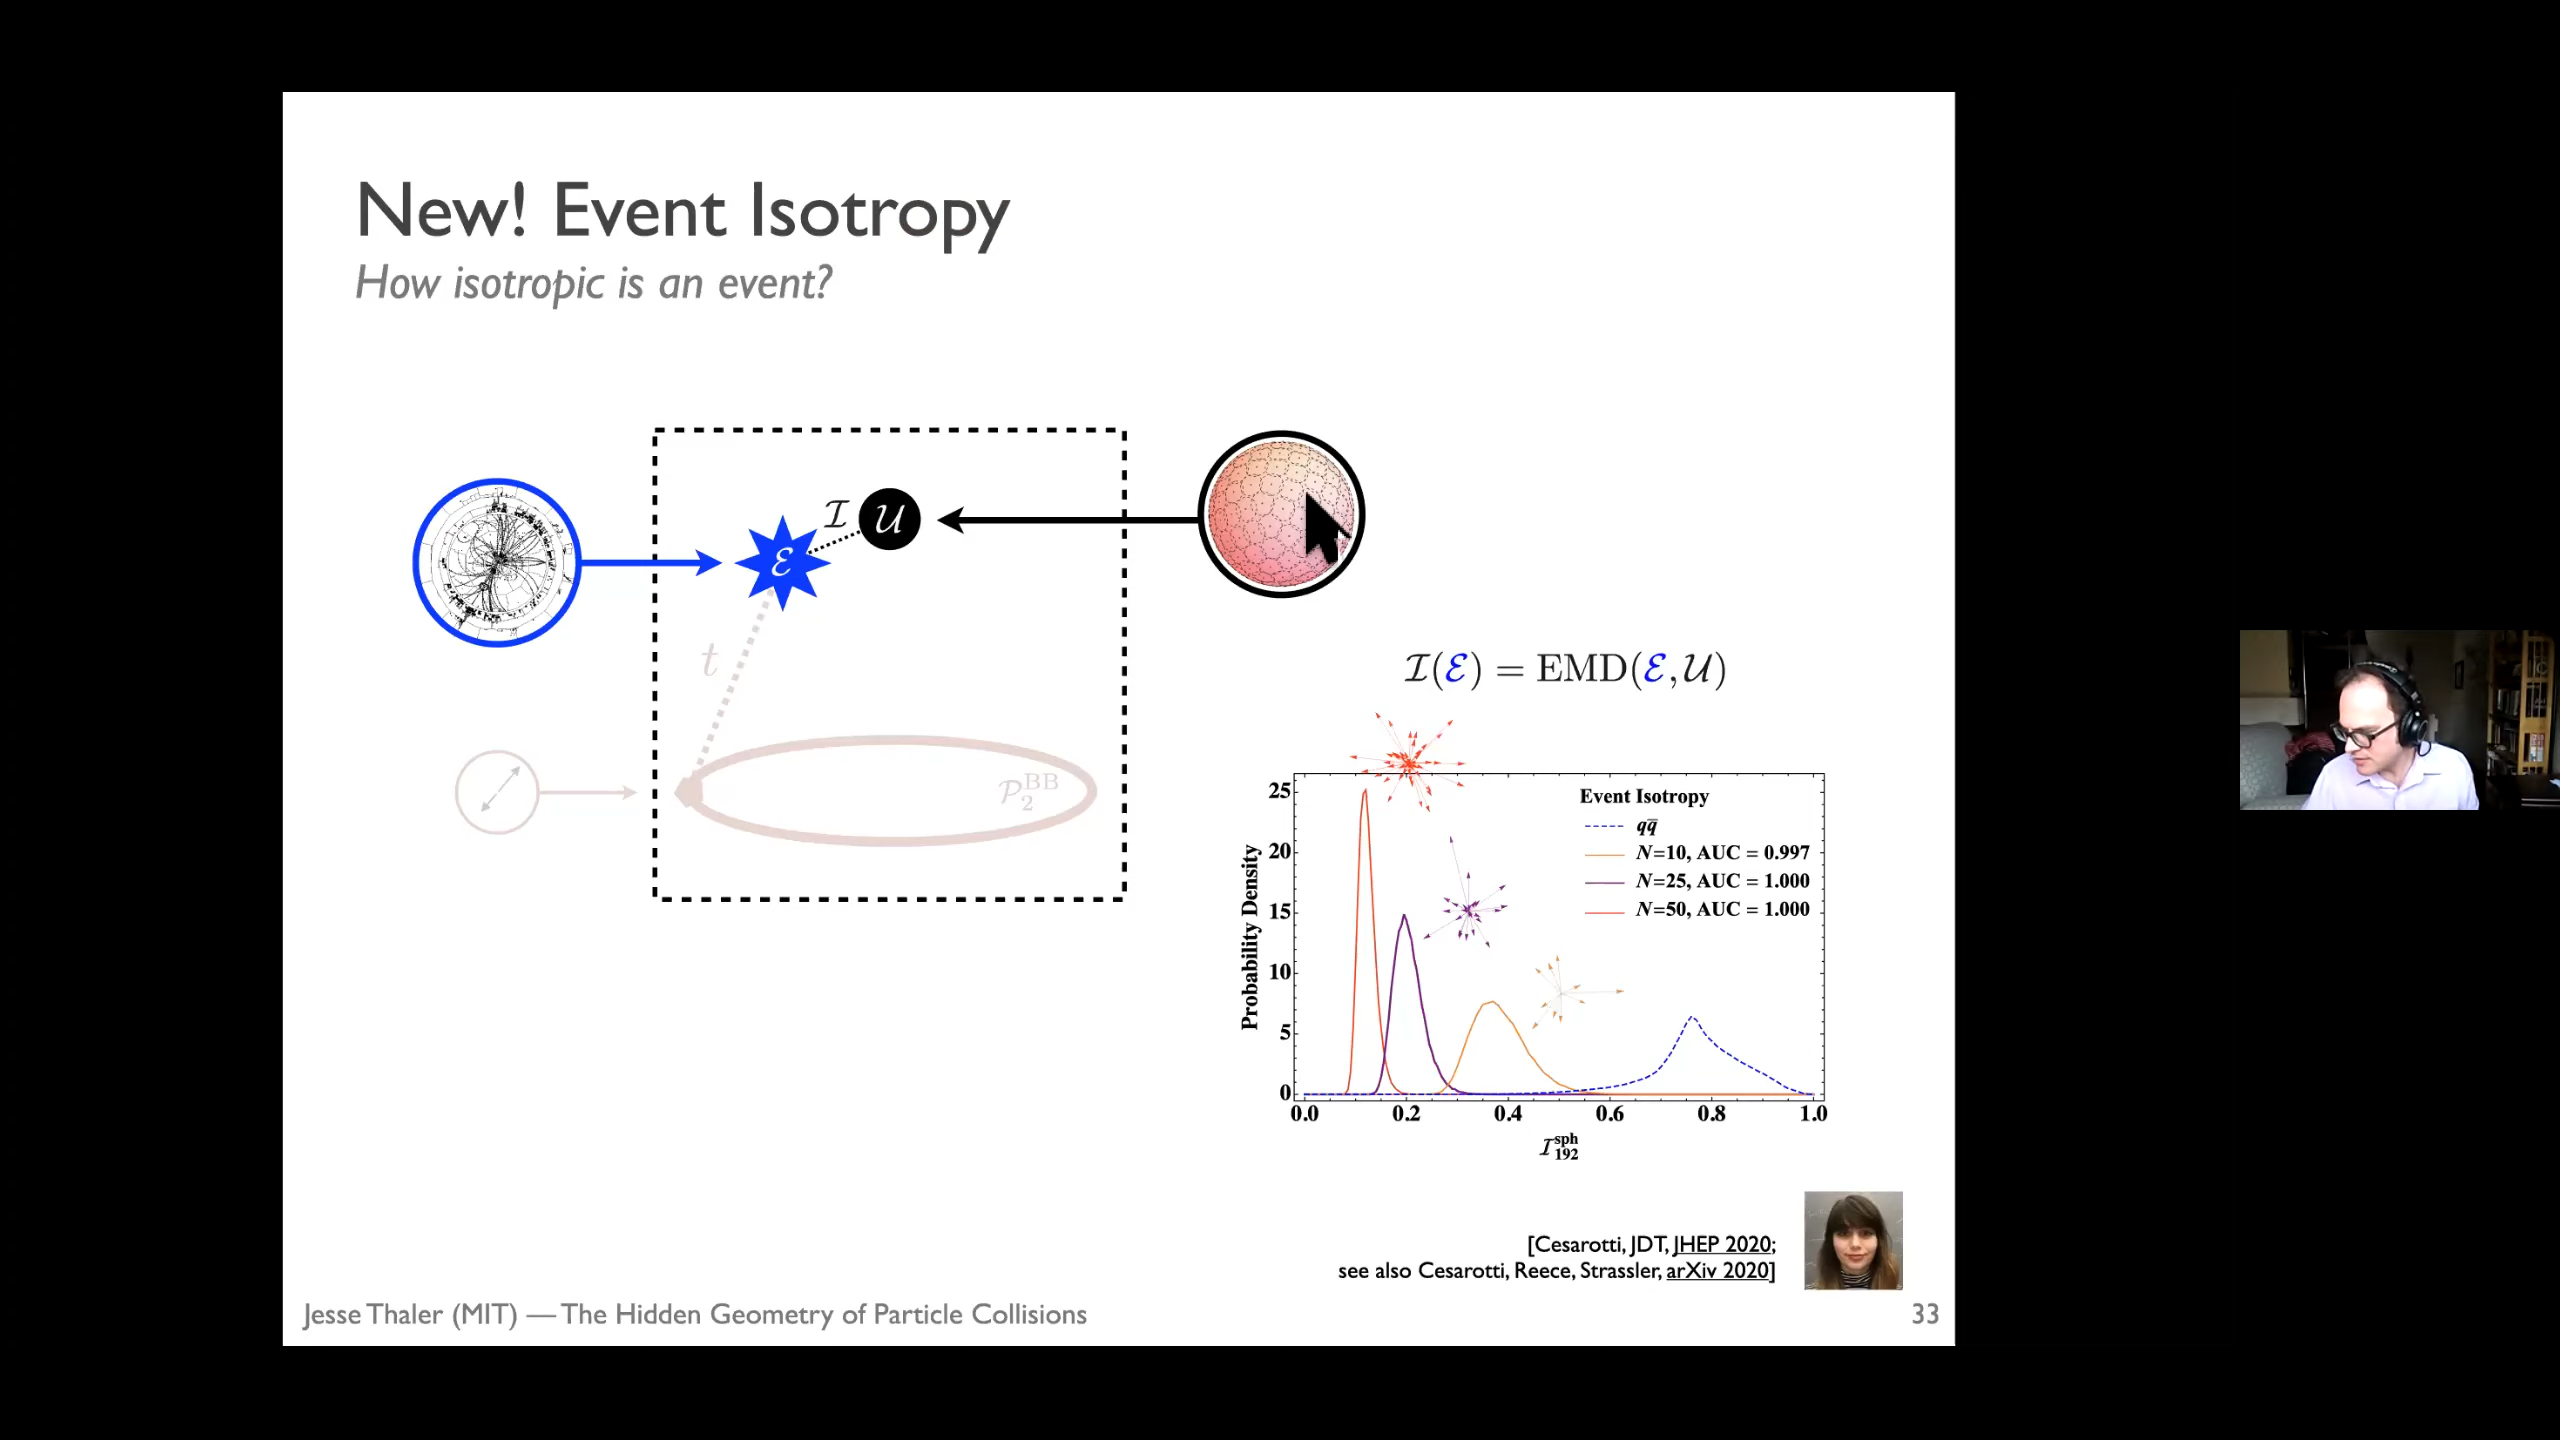 New! Event Isotropy
How isotropic is an event?
ℐ 𝒰
ℰ
t
𝒫₂ᴮᴮ
ℐ(ℰ) = EMD(ℰ, 𝒰)
Event Isotropy
qq̅
N=10, AUC = 0.997
N=25, AUC = 1.000
N=50, AUC = 1.000
Probability Density
25
20
15
10
5
0
0.0 0.2 0.4 0.6 0.8 1.0
ℐ₁₉₂ˢᵖʰ
[Cesarotti, JDT, JHEP 2020;
see also Cesarotti, Reece, Strassler, arXiv 2020]
Jesse Thaler (MIT) — The Hidden Geometry of Particle Collisions
33